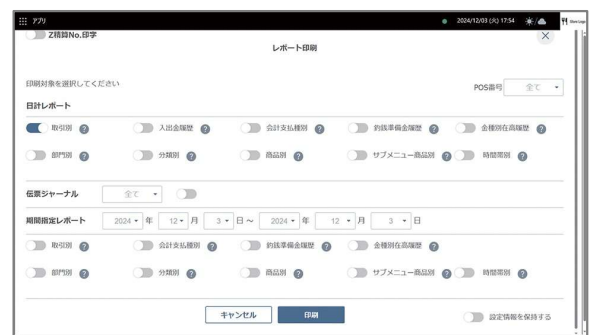 アプリ 2024/12/03 (火) 17:54 Store Logo
Z精算No.印字
レポート印刷
印刷対象を選択してください POS番号 全て
日計レポート
取引別 ? 入出金履歴 ? 会計支払種別 ? 釣銭準備金履歴 ? 金種別在高履歴 ?
部門別 ? 分類別 ? 商品別 ? サブメニュー商品別 ? 時間帯別 ?
伝票ジャーナル 全て
期間指定レポート 2024 年 12 月 3 日 ~ 2024 年 12 月 3 日
取引別 ? 会計支払種別 ? 釣銭準備金履歴 ? 金種別在高履歴 ?
部門別 ? 分類別 ? 商品別 ? サブメニュー商品別 ? 時間帯別 ?
キャンセル 印刷 設定情報を保持する